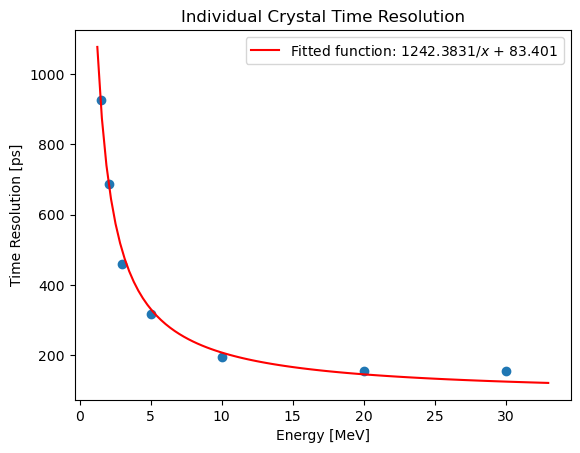 Individual Crystal Time Resolution
Fitted function: 1242.3831/x + 83.401
Time Resolution [ps]
1000
800
600
400
200
0 5 10 15 20 25 30
Energy [MeV]